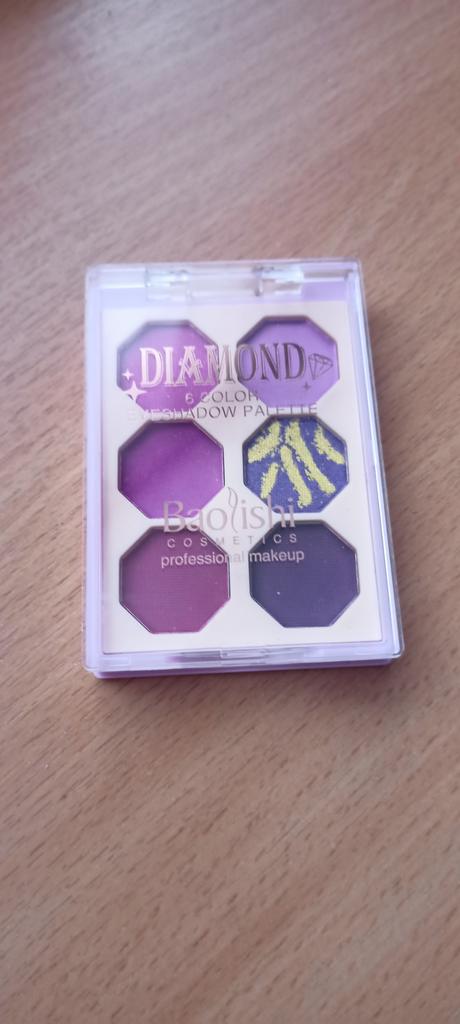 DIAMOND
6 COLOR
EYESHADOW PALETTE
Baolishi
COSMETICS
professional makeup